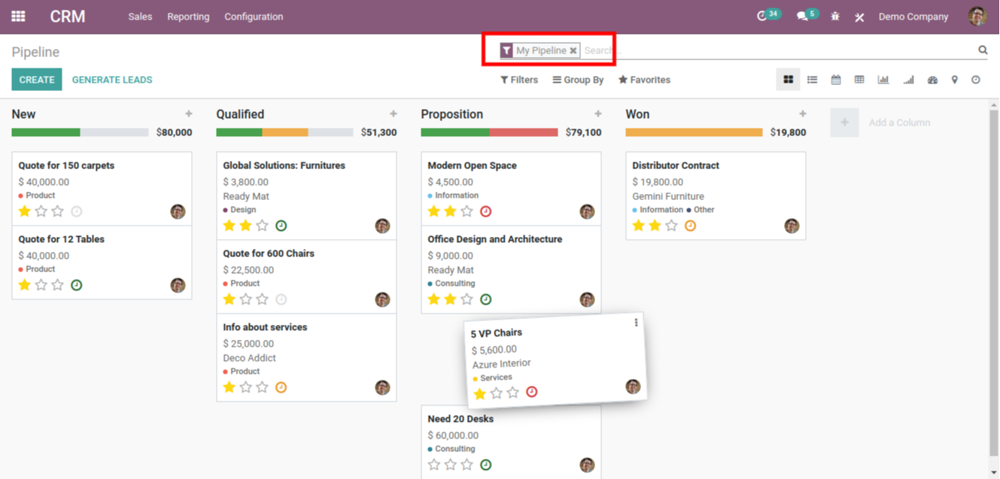 CRM Sales Reporting Configuration 34 5 Demo Company
Pipeline
My Pipeline Search...
CREATE GENERATE LEADS Filters Group By Favorites
New
$80,000
Quote for 150 carpets
$ 40,000.00
Product
Quote for 12 Tables
$ 40,000.00
Product
Qualified
$51,300
Global Solutions: Furnitures
$ 3,800.00
Ready Mat
Design
Quote for 600 Chairs
$ 22,500.00
Product
Info about services
$ 25,000.00
Deco Addict
Product
Proposition
$79,100
Modern Open Space
$ 4,500.00
Information
Office Design and Architecture
$ 9,000.00
Ready Mat
Consulting
5 VP Chairs
$ 5,600.00
Azure Interior
Services
Need 20 Desks
$ 60,000.00
Consulting
Won
$19,800
Distributor Contract
$ 19,800.00
Gemini Furniture
Information Other
Add a Column